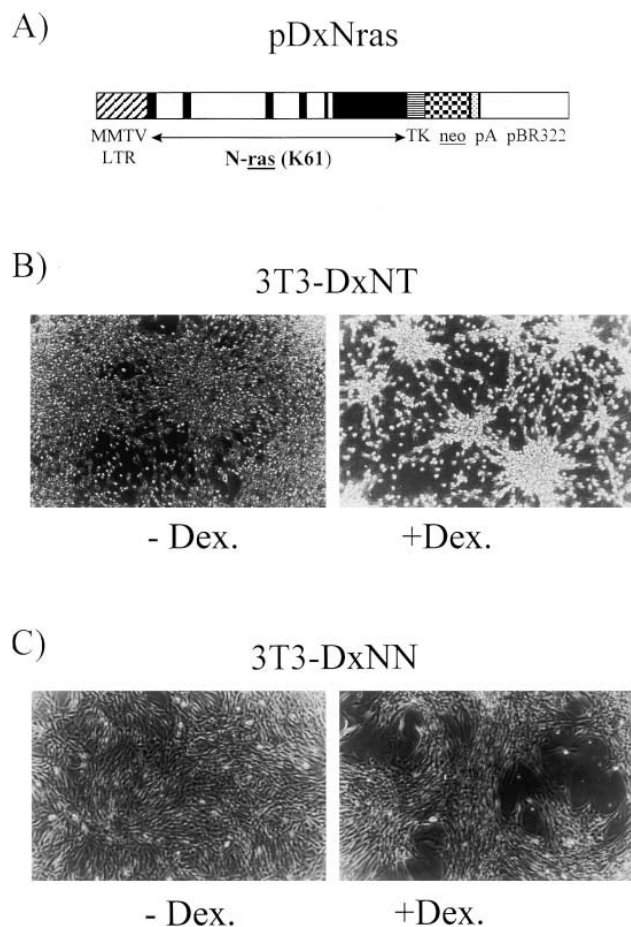 A)
pDxNras
MMTV
LTR
N-ras (K61)
TK neo pA pBR322
B)
3T3-DxNT
- Dex. +Dex.
C)
3T3-DxNN
- Dex. +Dex.